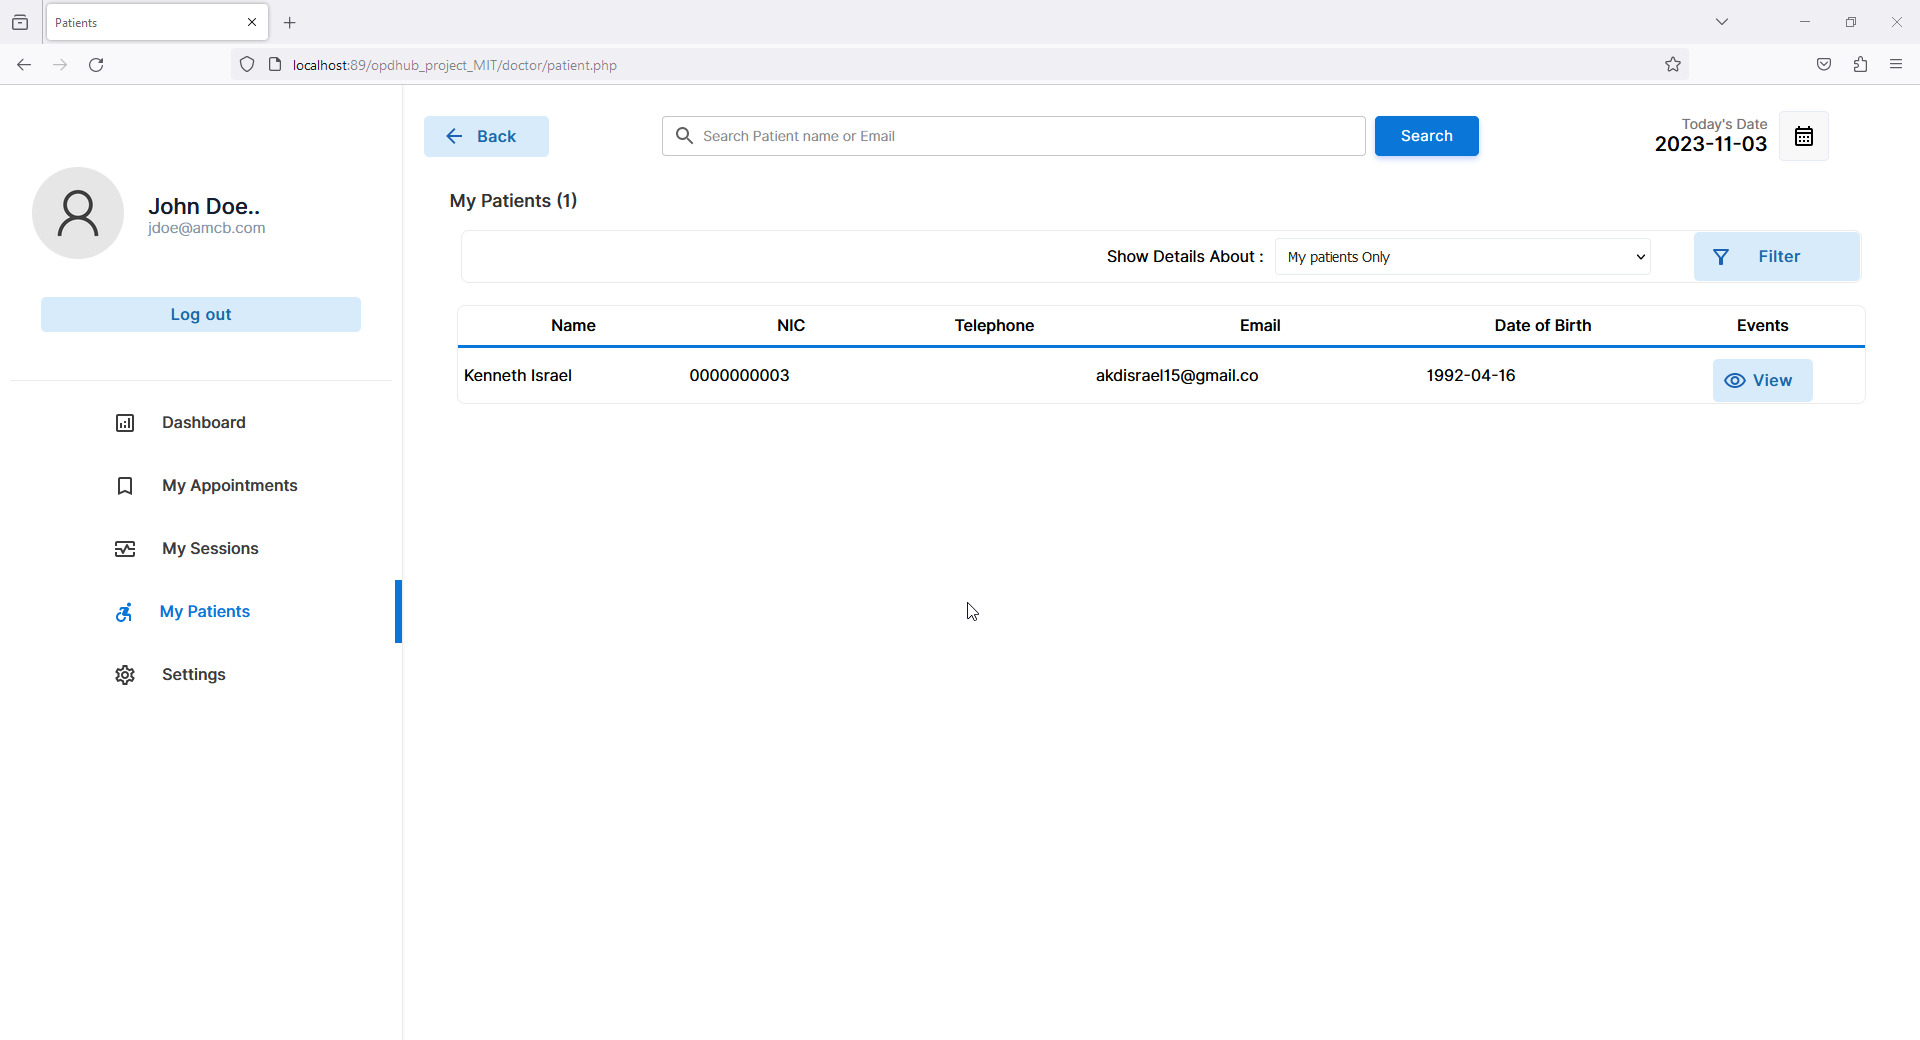 Patients
localhost:89/opdhub_project_MIT/doctor/patient.php
John Doe..
jdoe@amcb.com
Log out
Dashboard
My Appointments
My Sessions
My Patients
Settings
Back
Search Patient name or Email
Search
Today's Date
2023-11-03
My Patients (1)
Show Details About : My patients Only Filter
Name NIC Telephone Email Date of Birth Events
Kenneth Israel 0000000003 akdisrael15@gmail.co 1992-04-16 View